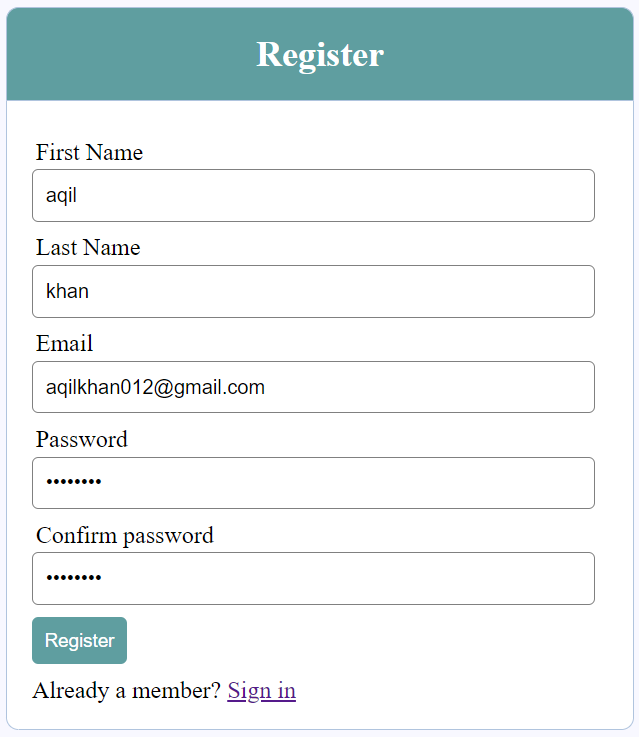 Register
First Name
aqil
Last Name
khan
Email
aqilkhan012@gmail.com
Password
••••••••
Confirm password
••••••••
Register
Already a member? Sign in